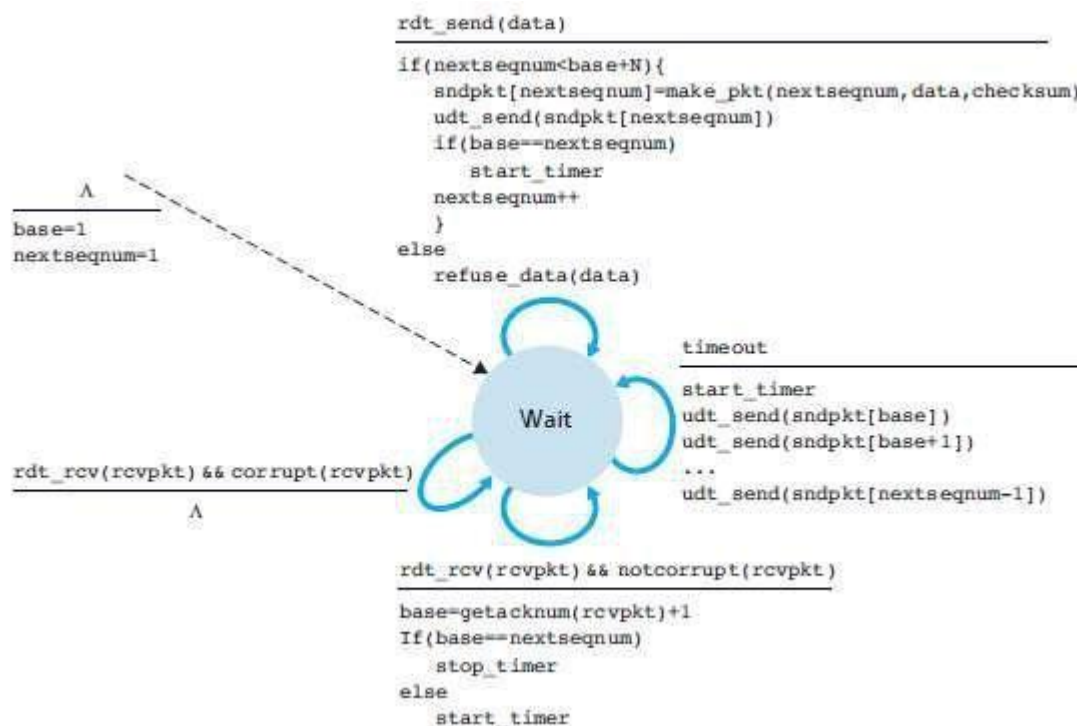 rdt_send(data)
if(nextseqnum<base+N){
sndpkt[nextseqnum]=make_pkt(nextseqnum,data,checksum)
udt_send(sndpkt[nextseqnum])
if(base==nextseqnum)
start_timer
nextseqnum++
}
else
refuse_data(data)
Λ
base=1
nextseqnum=1
Wait
timeout
start_timer
udt_send(sndpkt[base])
udt_send(sndpkt[base+1])
...
udt_send(sndpkt[nextseqnum-1])
rdt_rcv(rcvpkt) && corrupt(rcvpkt)
Λ
rdt_rcv(rcvpkt) && notcorrupt(rcvpkt)
base=getacknum(rcvpkt)+1
If(base==nextseqnum)
stop_timer
else
start_timer